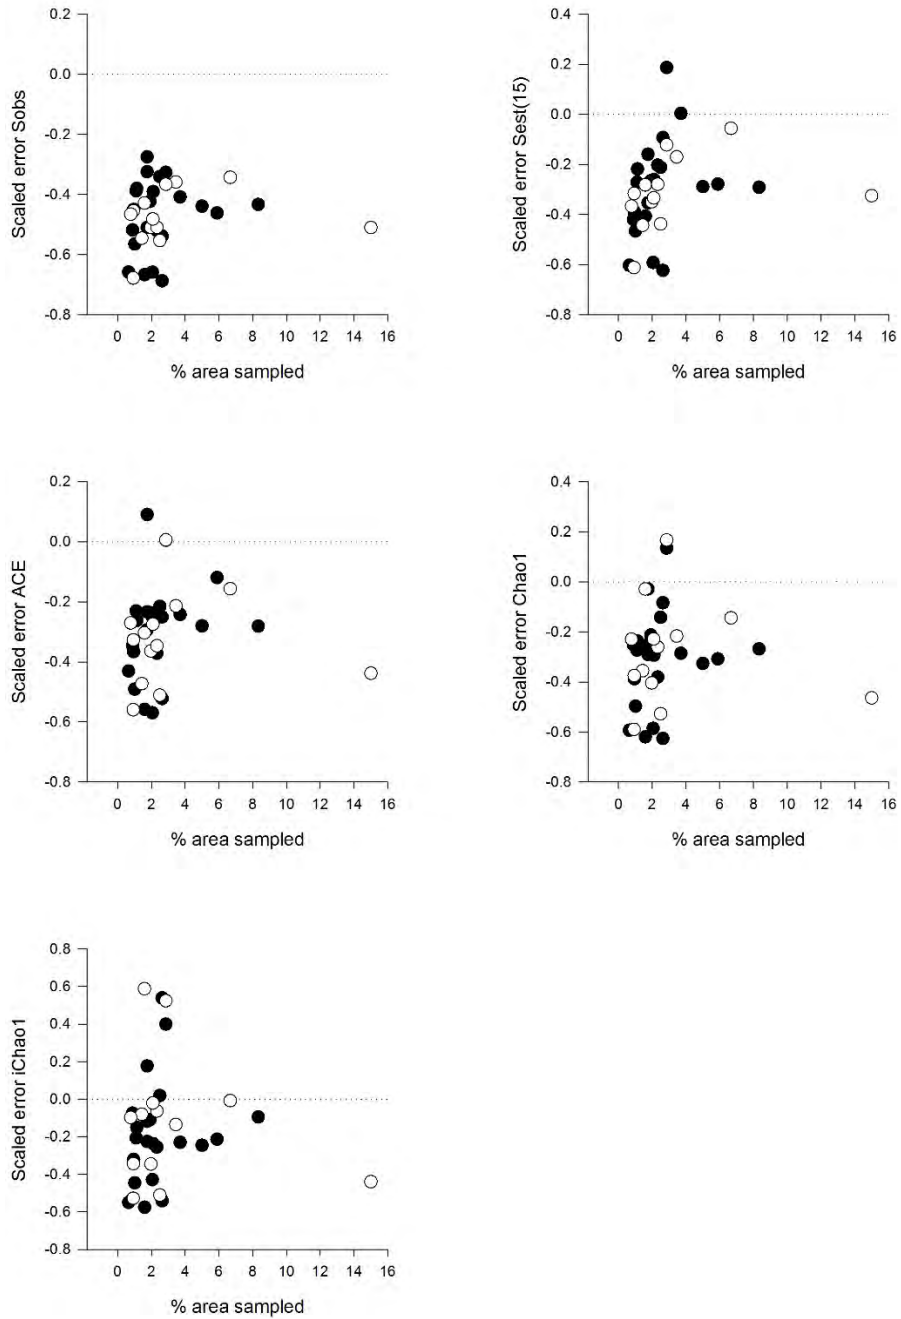 Scaled error Sobs
0.2
0.0
-0.2
-0.4
-0.6
-0.8
0 2 4 6 8 10 12 14 16
% area sampled
Scaled error Sest(15)
0.4
0.2
0.0
-0.2
-0.4
-0.6
-0.8
0 2 4 6 8 10 12 14 16
% area sampled
Scaled error ACE
0.2
0.0
-0.2
-0.4
-0.6
-0.8
0 2 4 6 8 10 12 14 16
% area sampled
Scaled error Chao1
0.4
0.2
0.0
-0.2
-0.4
-0.6
-0.8
0 2 4 6 8 10 12 14 16
% area sampled
Scaled error iChao1
0.8
0.6
0.4
0.2
0.0
-0.2
-0.4
-0.6
-0.8
0 2 4 6 8 10 12 14 16
% area sampled